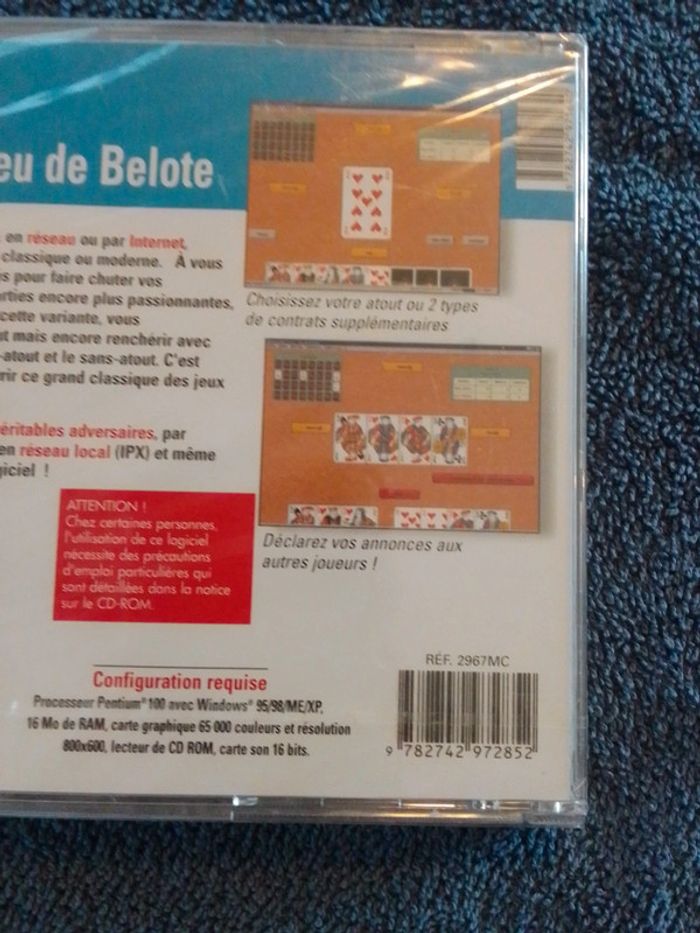 eu de Belote
en réseau ou par Internet,
classique ou moderne. À vous
s pour faire chuter vos
arties encore plus passionnantes,
cette variante, vous
ut mais encore renchérir avec
-atout et le sans-atout. C'est
rir ce grand classique des jeux
éritables adversaires, par
en réseau local (IPX) et même
giciel !
Choisissez votre atout ou 2 types
de contrats supplémentaires
Déclarez vos annonces aux
autres joueurs !
ATTENTION !
Chez certaines personnes,
l'utilisation de ce logiciel
nécessite des précautions
d'emploi particulières qui
sont détaillées dans la notice
sur le CD-ROM.
Configuration requise
Processeur Pentium® 100 avec Windows® 95/98/ME/XP,
16 Mo de RAM, carte graphique 65 000 couleurs et résolution
800x600, lecteur de CD ROM, carte son 16 bits.
RÉF. 2967MC
9 782742 972852